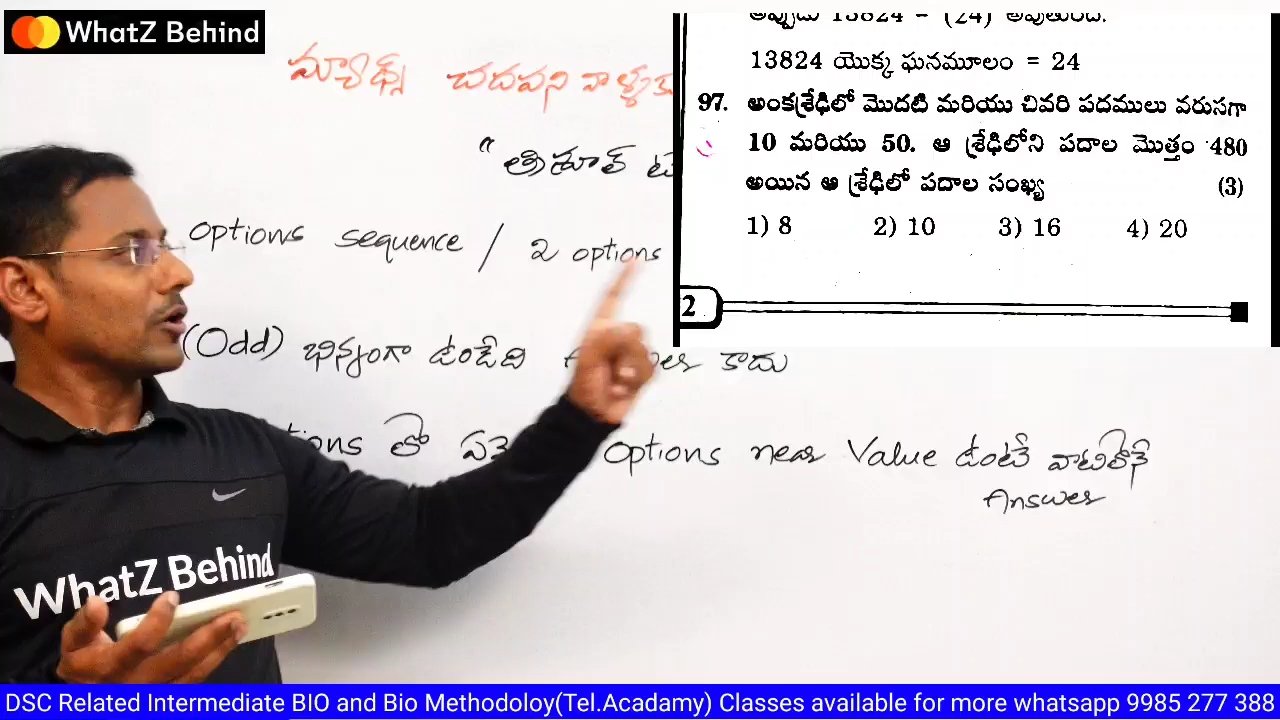 WhatZ Behind
మ్యాథ్స్ చదవని వాళ్ళకూ
" త్రిశూల్
options sequence / 2 options
(Odd) భిన్యంగా ఉండేది కాదు
తో options near Value ఉంటే వాటిలోనే
Answer
13824 యొక్క ఘనమూలం = 24
97. అంకశ్రేఢిలో మొదటి మరియు చివరి పదములు వరుసగా
10 మరియు 50. ఆ శ్రేఢిలోని పదాల మొత్తం 480
అయిన ఆ శ్రేఢిలో పదాల సంఖ్య (3)
1) 8 2) 10 3) 16 4) 20
2
WhatZ Behind
DSC Related Intermediate BIO and Bio Methodoloy(Tel.Acadamy) Classes available for more whatsapp 9985 277 388